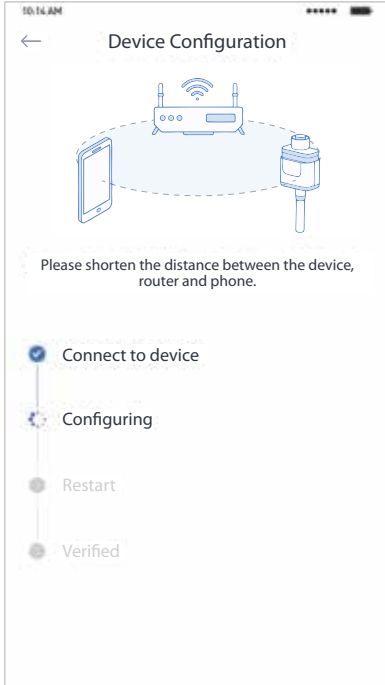 10:14 AM
Device Configuration
Please shorten the distance between the device,
router and phone.
Connect to device
Configuring
Restart
Verified